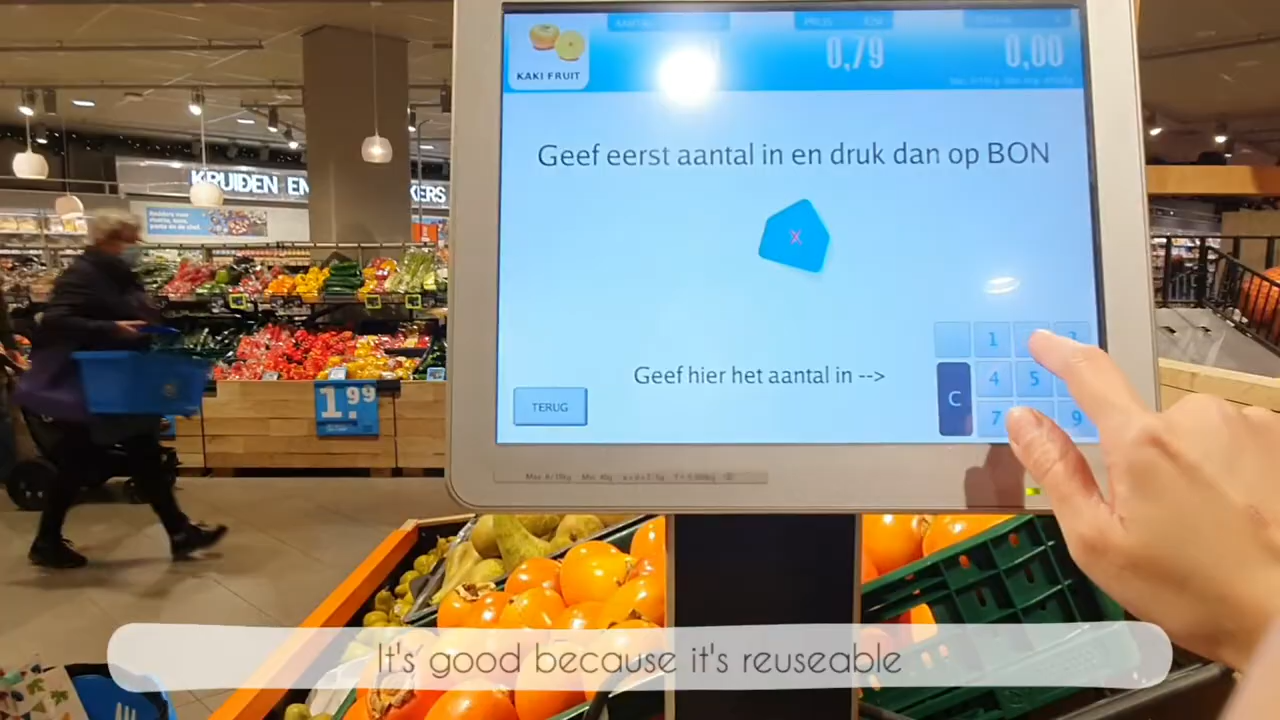 KAKI FRUIT
0,79
0,00
Geef eerst aantal in en druk dan op BON
X
Geef hier het aantal in -->
TERUG
1
4 5
C
7 9
KRUIDEN EN
KERS
1.99
It's good because it's reuseable